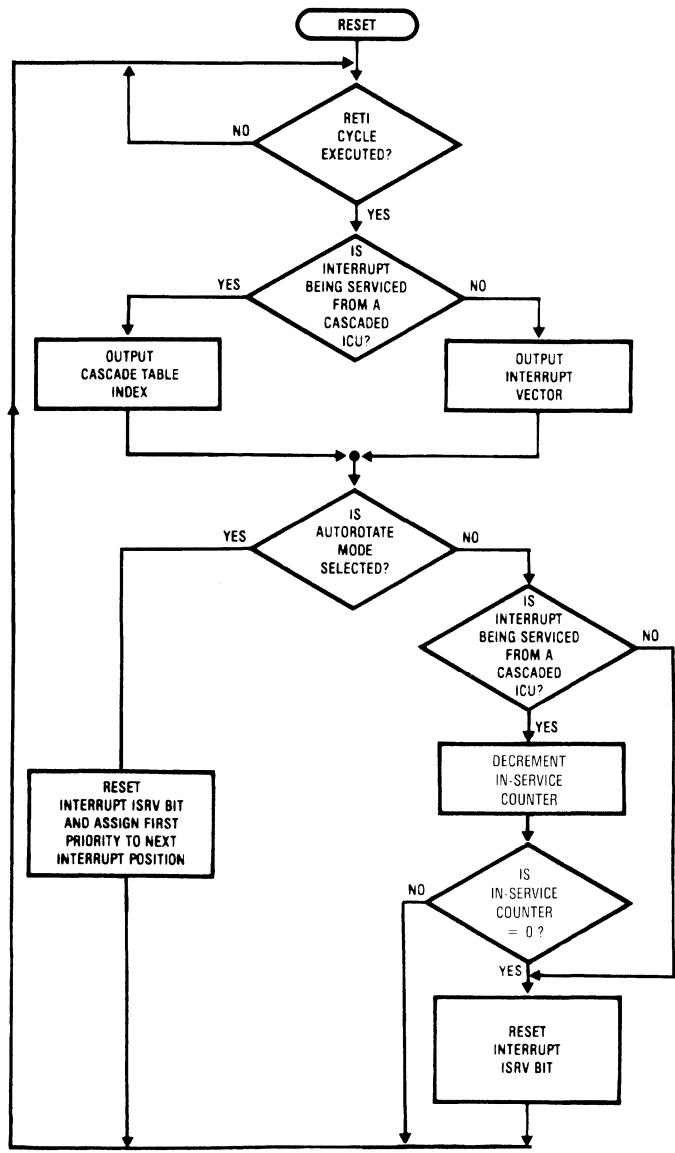 RESET
RETI
CYCLE
EXECUTED?
NO
YES
IS
INTERRUPT
BEING SERVICED
FROM A
CASCADED
ICU?
YES
NO
OUTPUT
CASCADE TABLE
INDEX
OUTPUT
INTERRUPT
VECTOR
IS
AUTOROTATE
MODE
SELECTED?
YES
NO
IS
INTERRUPT
BEING SERVICED
FROM A
CASCADED
ICU?
NO
YES
RESET
INTERRUPT ISRV BIT
AND ASSIGN FIRST
PRIORITY TO NEXT
INTERRUPT POSITION
DECREMENT
IN-SERVICE
COUNTER
IS
IN-SERVICE
COUNTER
= 0 ?
NO
YES
RESET
INTERRUPT
ISRV BIT